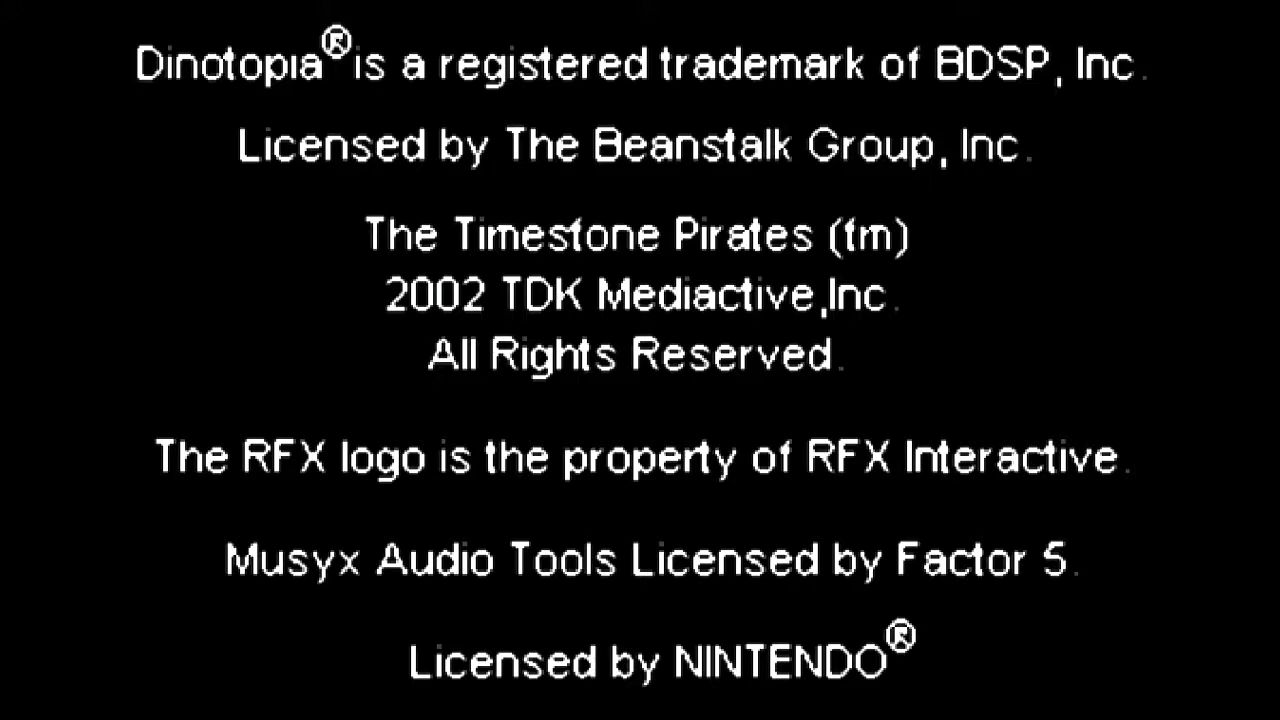 Dinotopia® is a registered trademark of BDSP, Inc.
Licensed by The Beanstalk Group, Inc.
The Timestone Pirates (tm)
2002 TDK Mediactive,Inc.
All Rights Reserved.
The RFX logo is the property of RFX Interactive.
Musyx Audio Tools Licensed by Factor 5.
Licensed by NINTENDO®